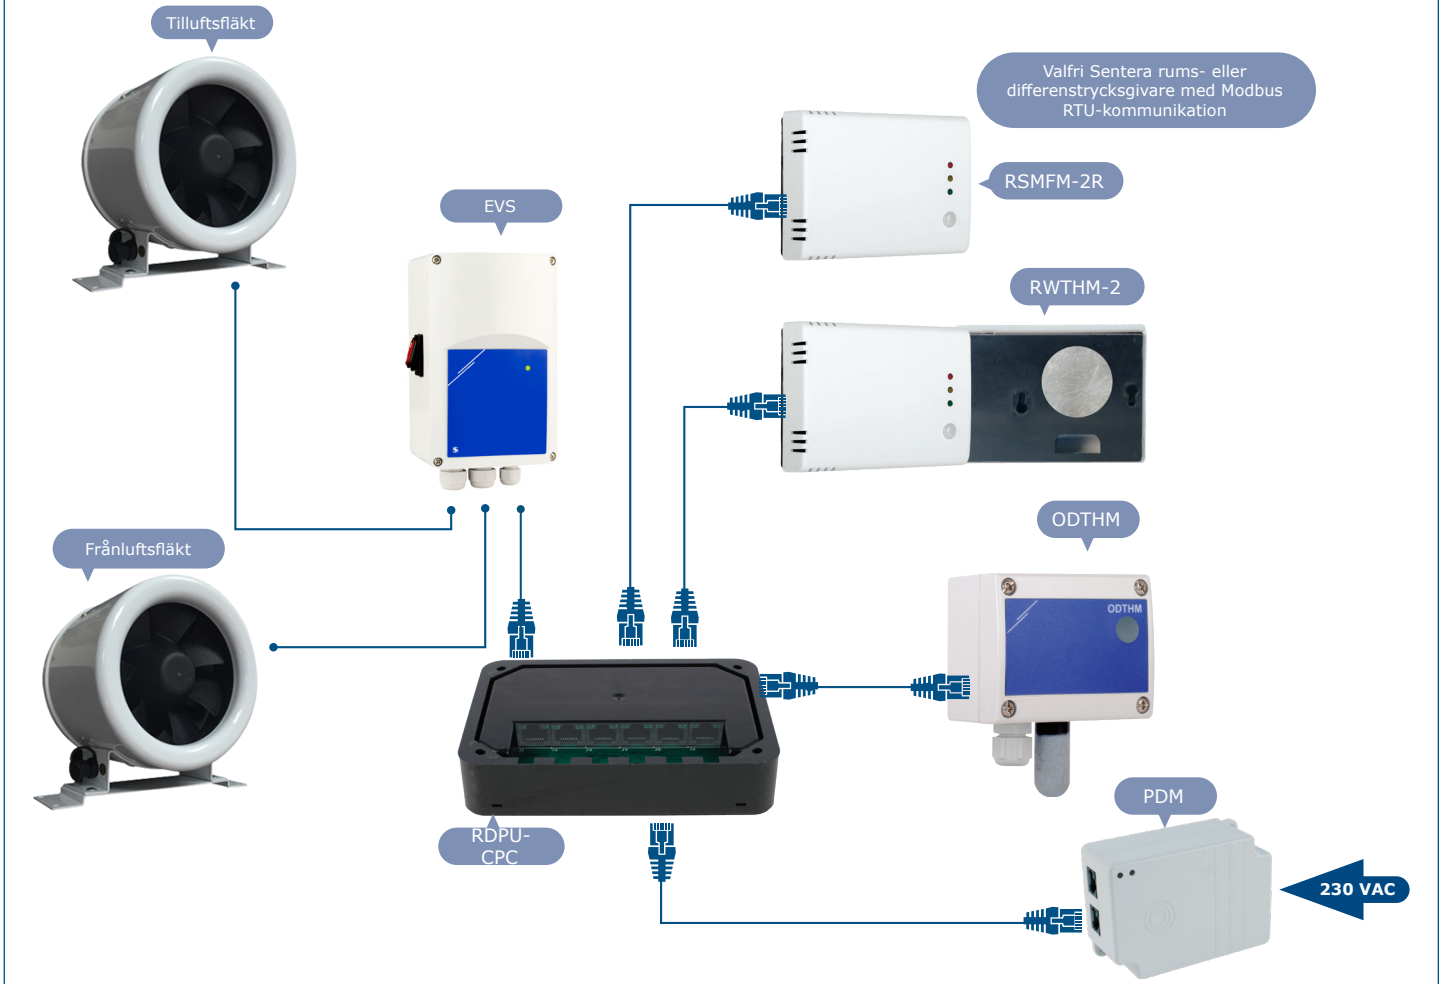 Tilluftsfläkt
Valfri Sentera rums- eller
differenstrycksgivare med Modbus
RTU-kommunikation
RSMFM-2R
EVS
RWTHM-2
S
ODTHM
Frånluftsfläkt
ODTHM
PDM
RDPU-
CPC
230 VAC